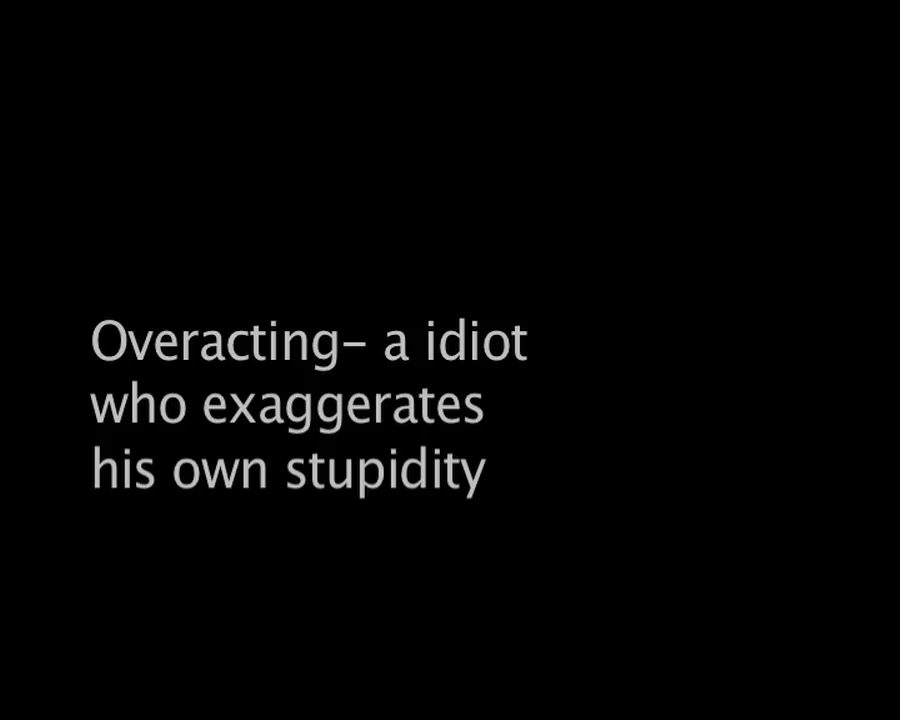 Overacting- a idiot
who exaggerates
his own stupidity